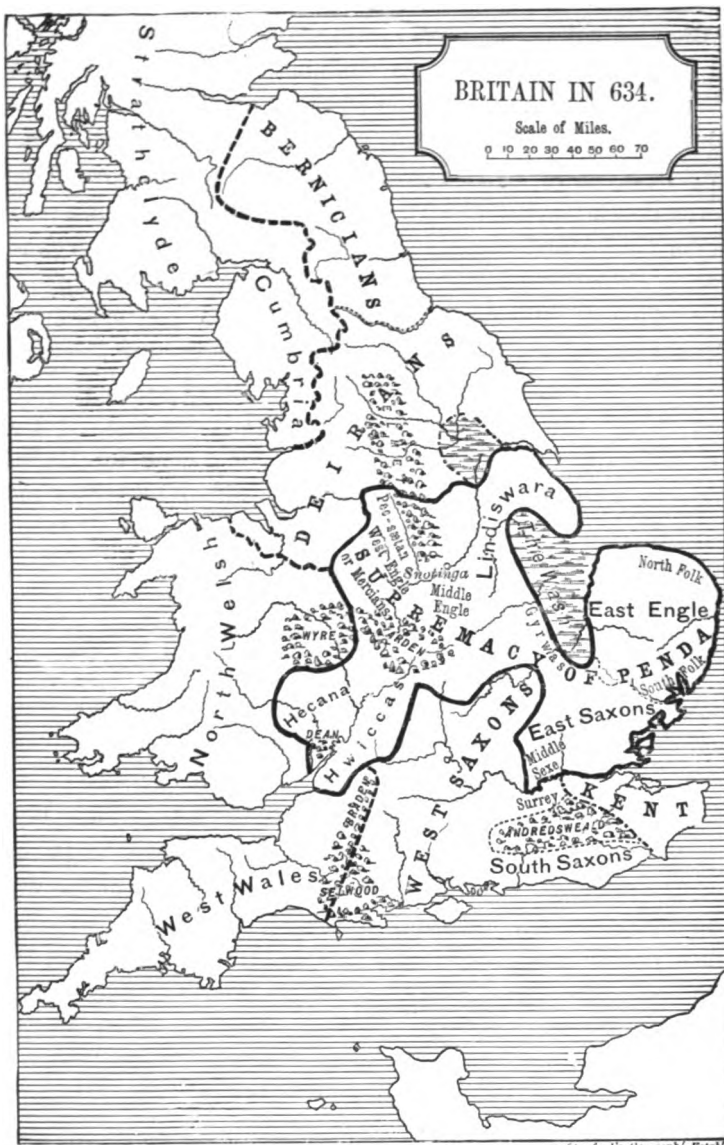 BRITAIN IN 634.
Scale of Miles.
0 10 20 30 40 50 60 70
Strathclyde
BERNICIANS
Cumbria
DEIRANS
Lindiswara
The Wash
Pec-sætan
West Engle
or Mercians
Snotinga
Middle
Engle
SUPREMACY OF PENDA
North Folk
East Engle
South Folk
Gyrwas
North Welsh
WYRE
ARDEN
Hecana
DEAN
Hwiccas
East Saxons
Middle
Sexe
WEST SAXONS
BRADEN
SELWOOD
Surrey
KENT
ANDREDSWEALD
South Saxons
West Wales